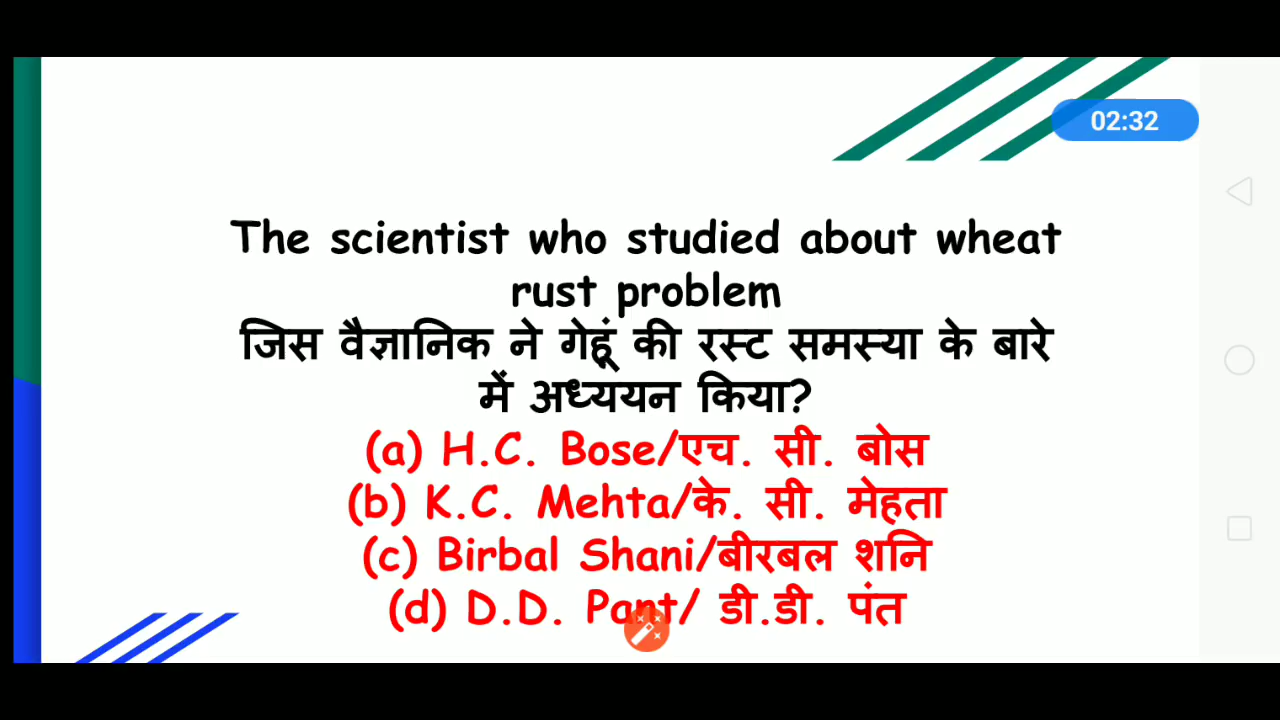 02:32
The scientist who studied about wheat
rust problem
जिस वैज्ञानिक ने गेहूं की रस्ट समस्या के बारे
में अध्ययन किया?
(a) H.C. Bose/एच. सी. बोस
(b) K.C. Mehta/के. सी. मेहता
(c) Birbal Shani/बीरबल शनि
(d) D.D. Pant/ डी.डी. पंत